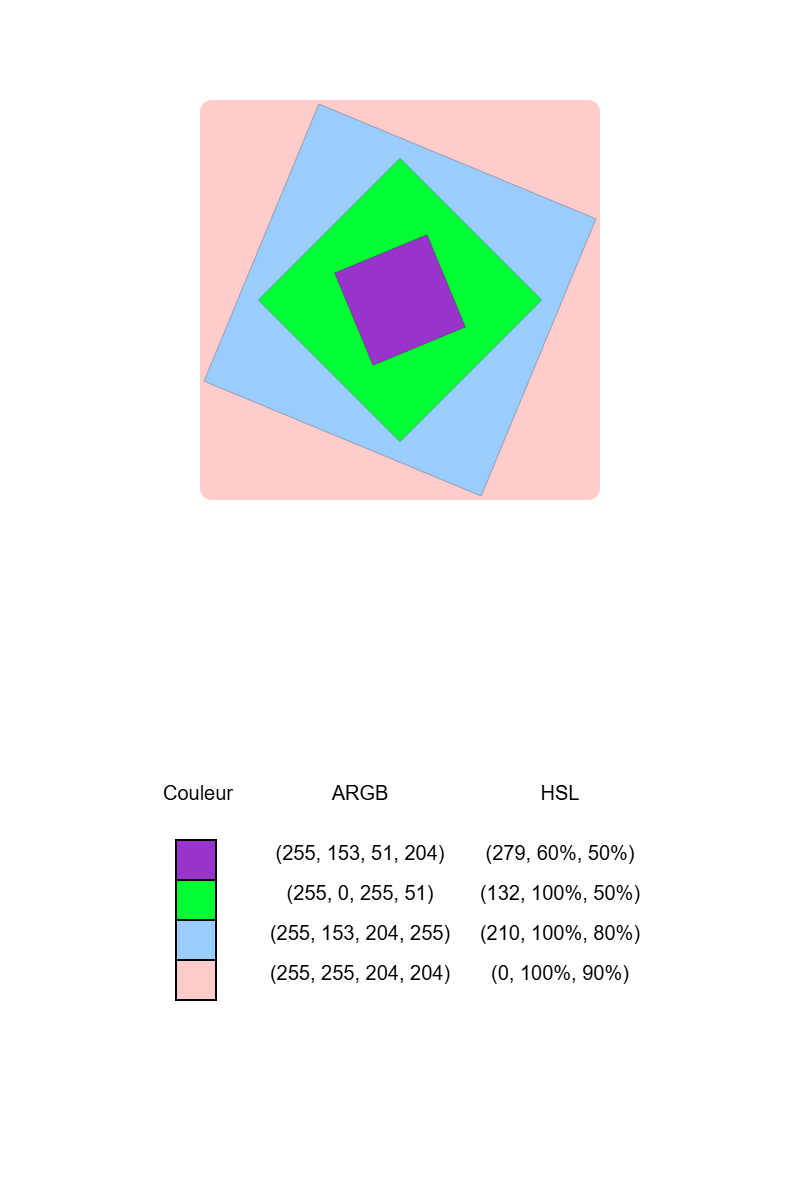 Couleur ARGB HSL
(255, 153, 51, 204) (279, 60%, 50%)
(255, 0, 255, 51) (132, 100%, 50%)
(255, 153, 204, 255) (210, 100%, 80%)
(255, 255, 204, 204) (0, 100%, 90%)